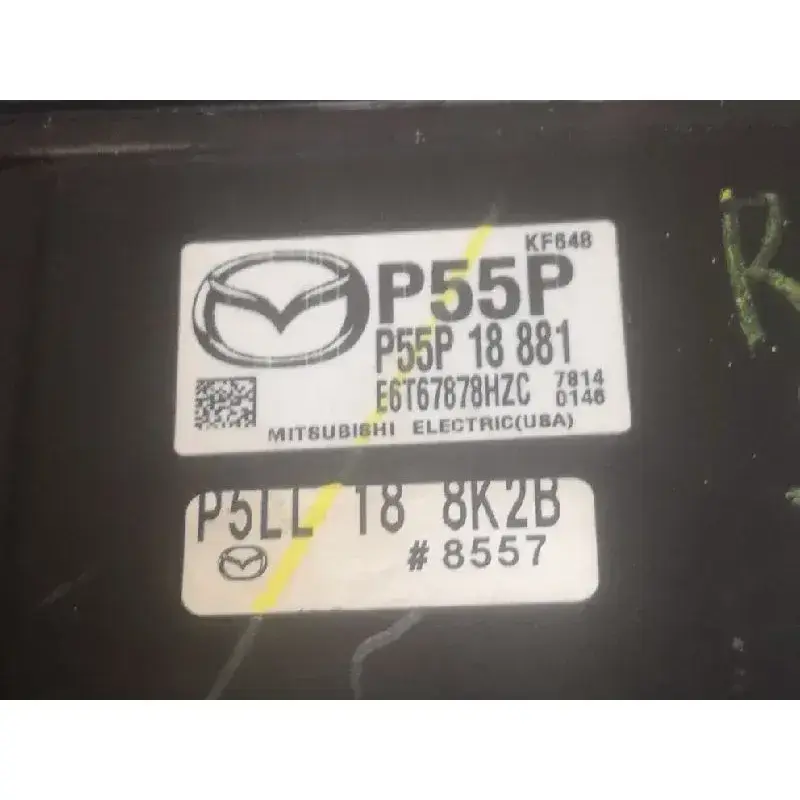 KF648
P55P
P55P 18 881
E6T67878HZC 7814
0146
MITSUBISHI ELECTRIC(USA)
P5LL 18 8K2B
# 8557
R